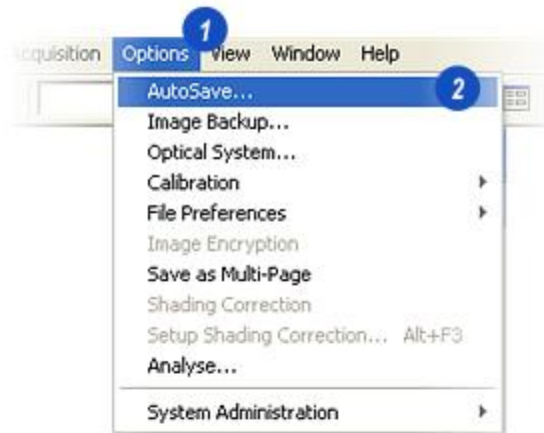 1
Acquisition Options View Window Help
AutoSave... 2
Image Backup...
Optical System...
Calibration
File Preferences
Image Encryption
Save as Multi-Page
Shading Correction
Setup Shading Correction... Alt+F3
Analyse...
System Administration